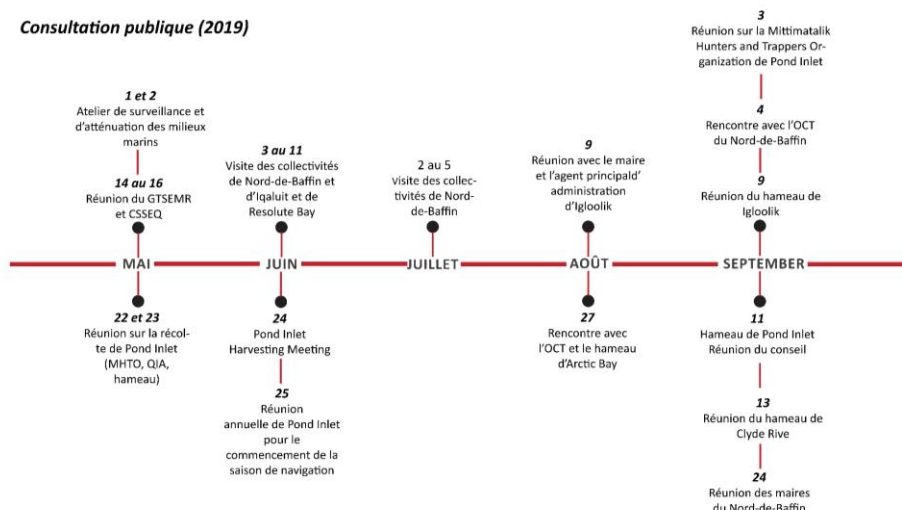 Consultation publique (2019)
1 et 2
Atelier de surveillance et
d'atténuation des milieux
marins
14 au 16
Réunion du GTSEMR
et CSSEQ
MAI
22 et 23
Réunion sur la récol-
te de Pond Inlet
(MHTO, QIA,
hameau)
3 au 11
Visite des collectivités
de Nord-de-Baffin et
d'Iqaluit et de
Resolute Bay
JUIN
24
Pond Inlet
Harvesting Meeting
25
Réunion
annuelle de Pond Inlet
pour le
commencement de la
saison de navigation
2 au 5
Visite des collec-
tivités de Nord-
de-Baffin
JUILLET
9
Réunion avec le maire
et l'agent principald'
administration
d'Igloolik
AOÛT
27
Rencontre avec
l'OCT et le hameau
d'Arctic Bay
3
Réunion sur la Mittimatalik
Hunters and Trappers Or-
ganization de Pond Inlet
4
Rencontre avec l'OCT
du Nord-de-Baffin
9
Réunion du hameau de
Igloolik
SEPTEMBER
11
Hameau de Pond Inlet
Réunion du conseil
13
Réunion du hameau de
Clyde Rive
24
Réunion des maires
du Nord-de-Baffin